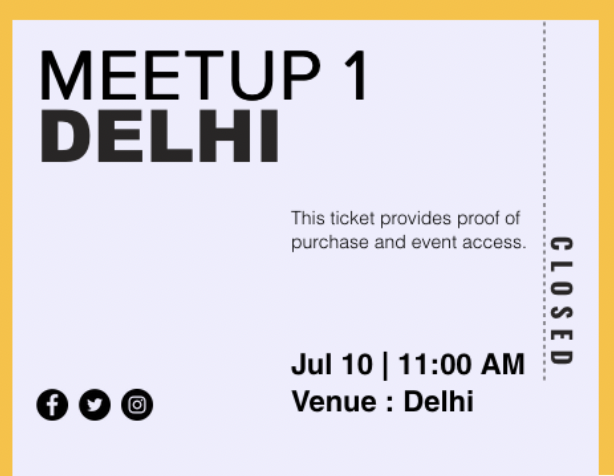 MEETUP 1
DELHI
This ticket provides proof of
purchase and event access.
CLOSED
Jul 10 | 11:00 AM
Venue : Delhi